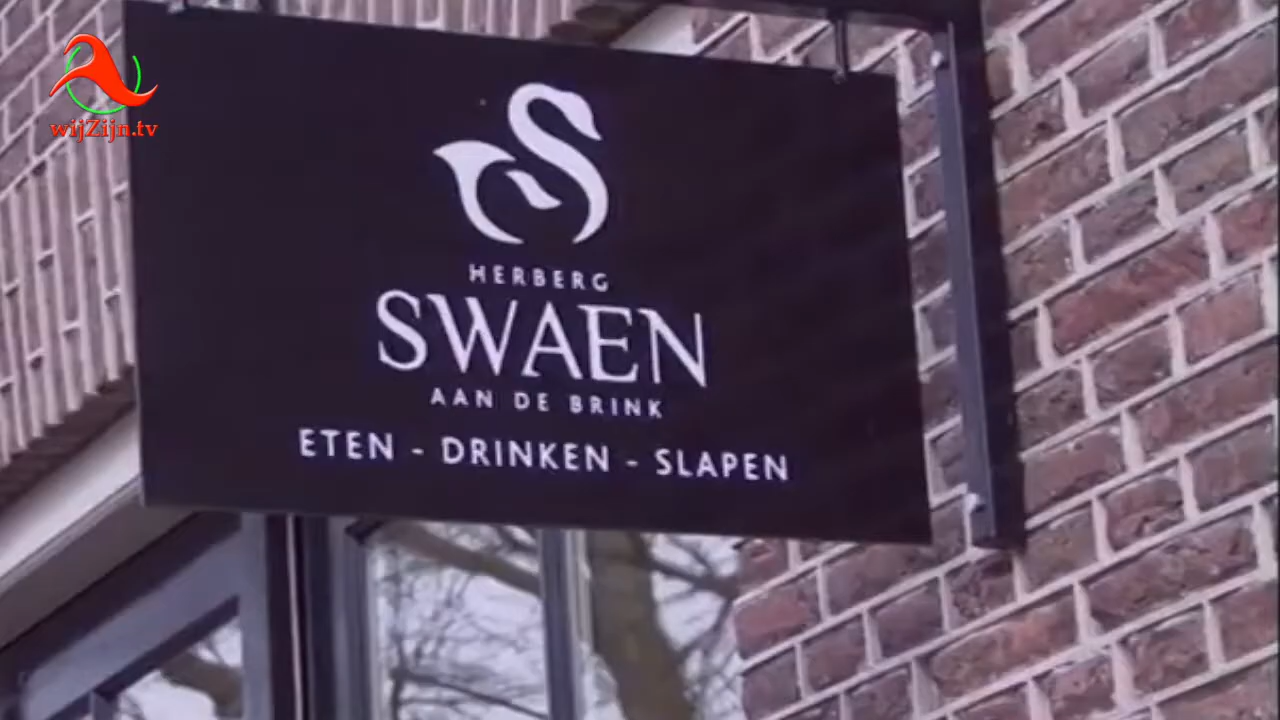 wijZijn.tv
HERBERG
SWAEN
AAN DE BRINK
ETEN - DRINKEN - SLAPEN